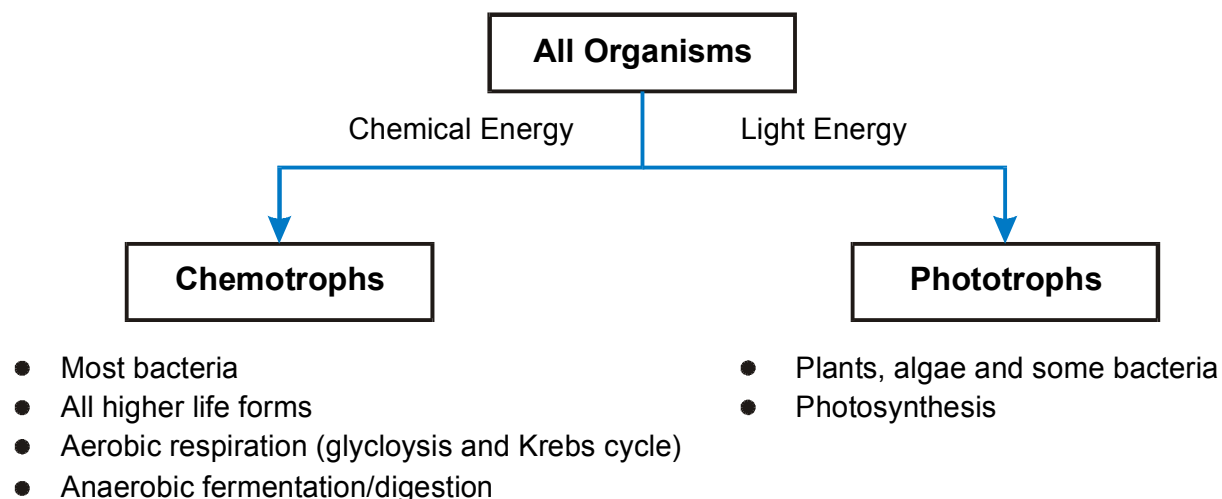 All Organisms
Chemical Energy
Light Energy
Chemotrophs
Phototrophs
● Most bacteria
● All higher life forms
● Aerobic respiration (glycloysis and Krebs cycle)
● Anaerobic fermentation/digestion
● Plants, algae and some bacteria
● Photosynthesis